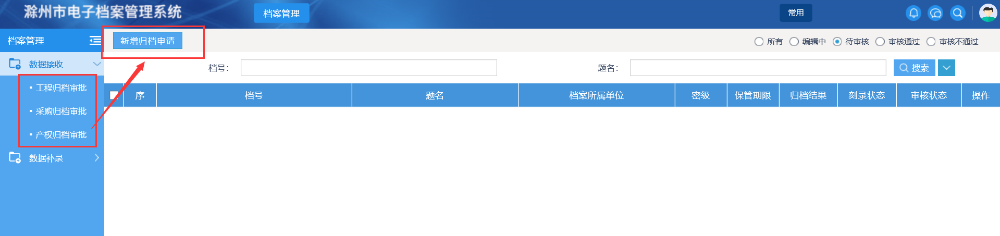 滁州市电子档案管理系统
档案管理
常用
档案管理
新增归档申请
所有 编辑中 待审核 审核通过 审核不通过
数据接收
档号：
题名：
搜索
工程归档审批
采购归档审批
产权归档审批
数据补录
序 档号 题名 档案所属单位 密级 保管期限 归档结果 刻录状态 审核状态 操作